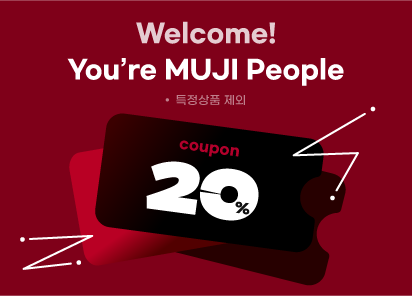 Welcome!
You're MUJI People
• 특정상품 제외
coupon
20%